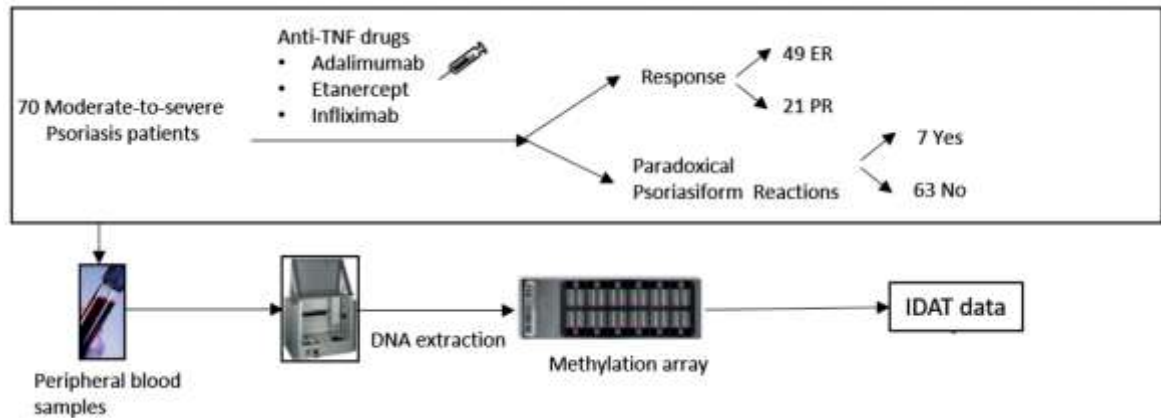 Anti-TNF drugs
• Adalimumab
• Etanercept
• Infliximab
70 Moderate-to-severe
Psoriasis patients
Response
49 ER
21 PR
Paradoxical
Psoriasiform Reactions
7 Yes
63 No
Peripheral blood
samples
DNA extraction
Methylation array
IDAT data